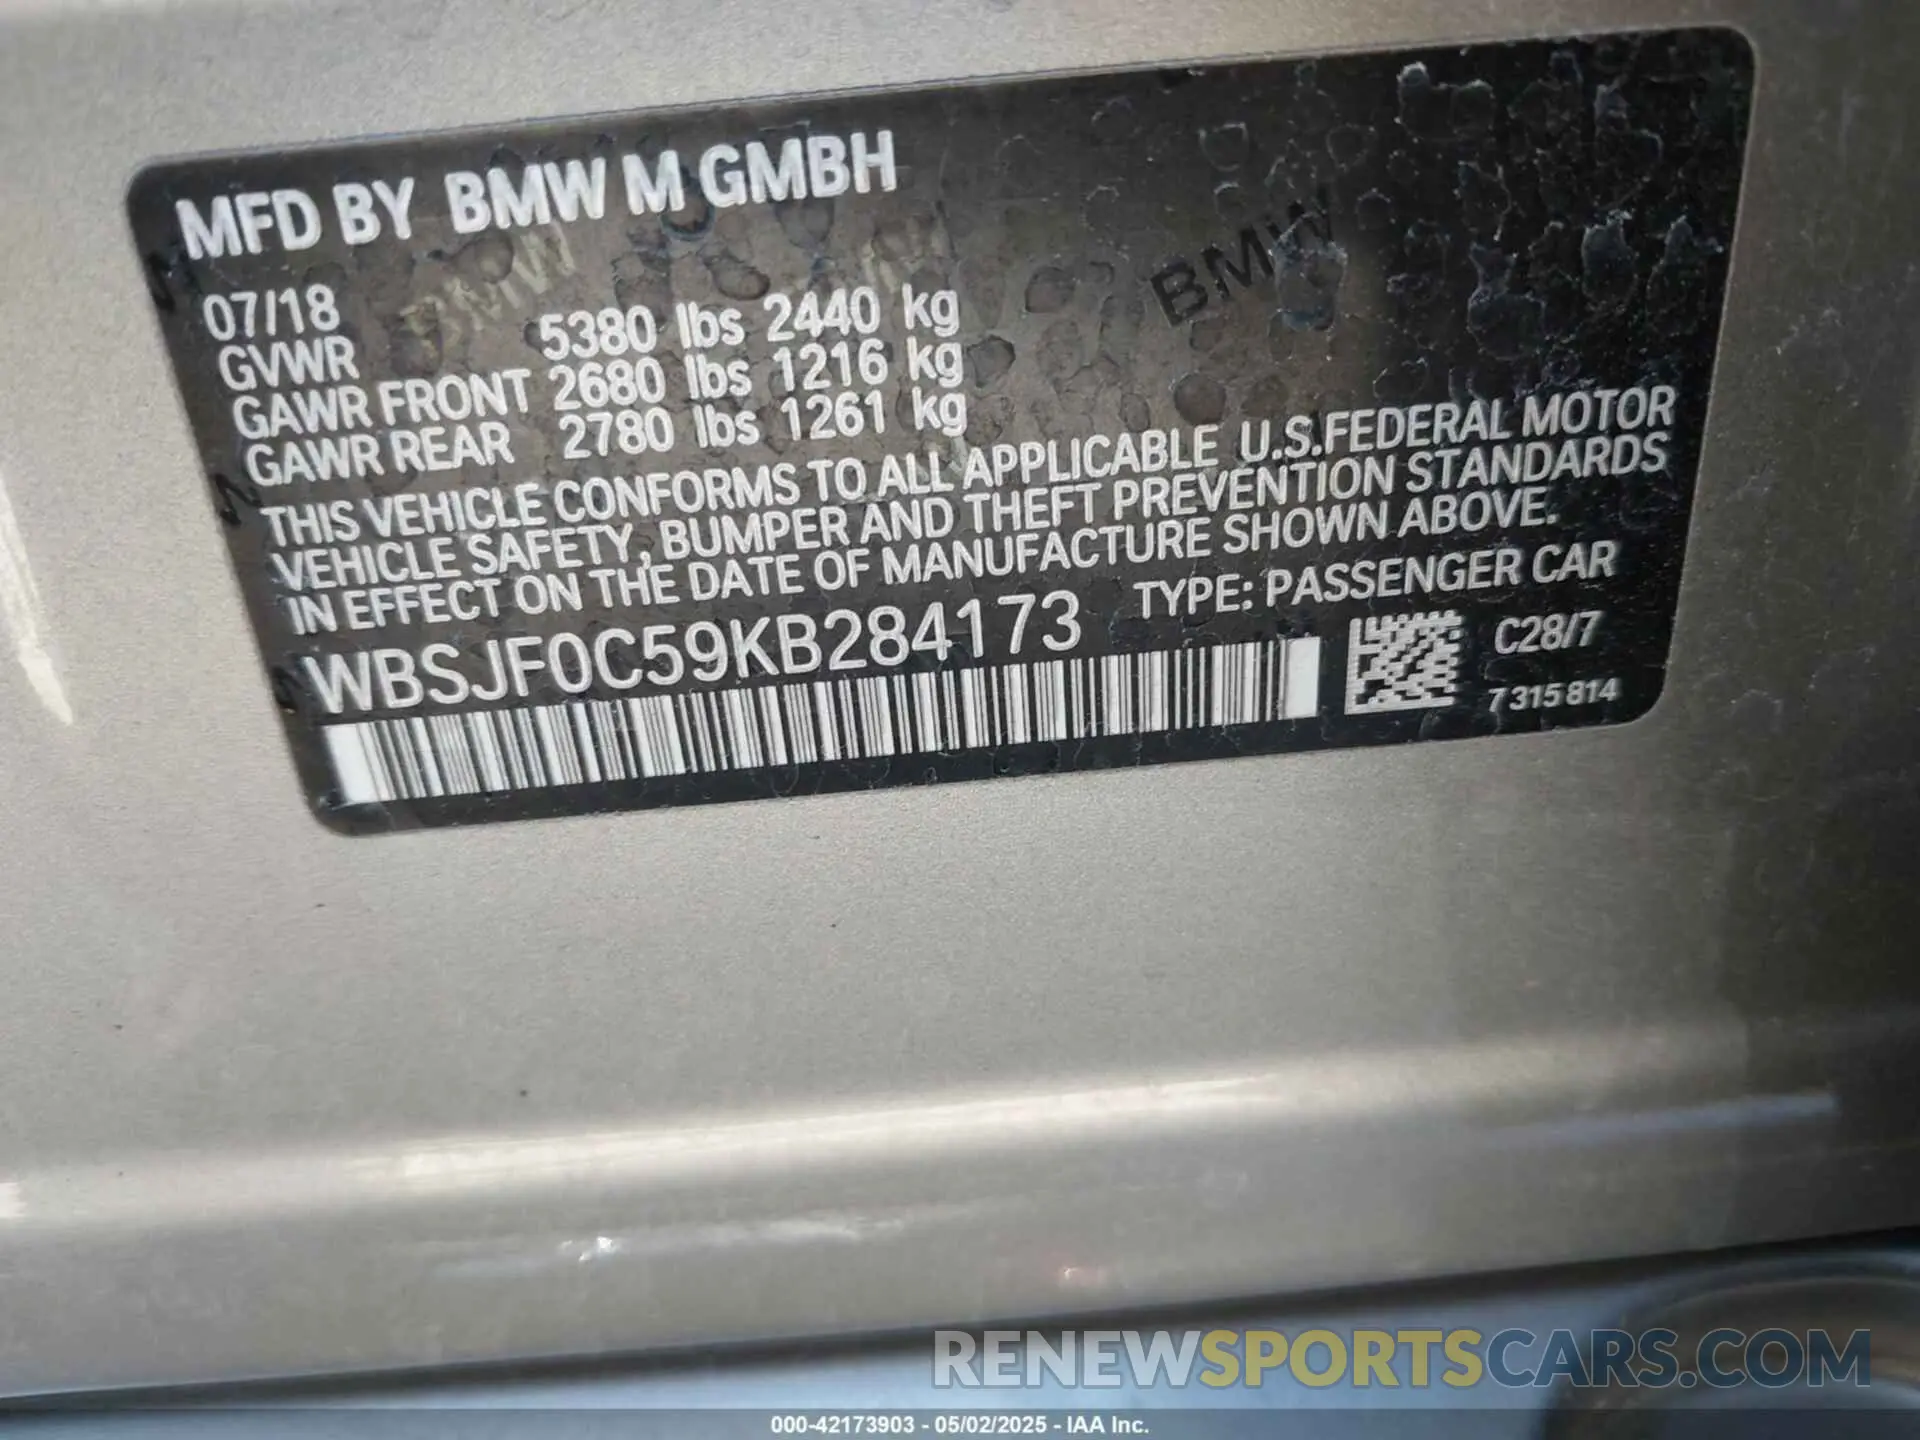 MFD BY BMW M GMBH
07/18
GVWR 5380 lbs 2440 kg
GAWR FRONT 2680 lbs 1216 kg
GAWR REAR 2780 lbs 1261 kg
THIS VEHICLE CONFORMS TO ALL APPLICABLE U.S.FEDERAL MOTOR
VEHICLE SAFETY, BUMPER AND THEFT PREVENTION STANDARDS
IN EFFECT ON THE DATE OF MANUFACTURE SHOWN ABOVE.
WBSJF0C59KB284173 TYPE: PASSENGER CAR
C28/7
7 315 814
BMW
BMW
BMW
RENEWSPORTSCARS.COM
000-42173903 - 05/02/2025 - IAA Inc.